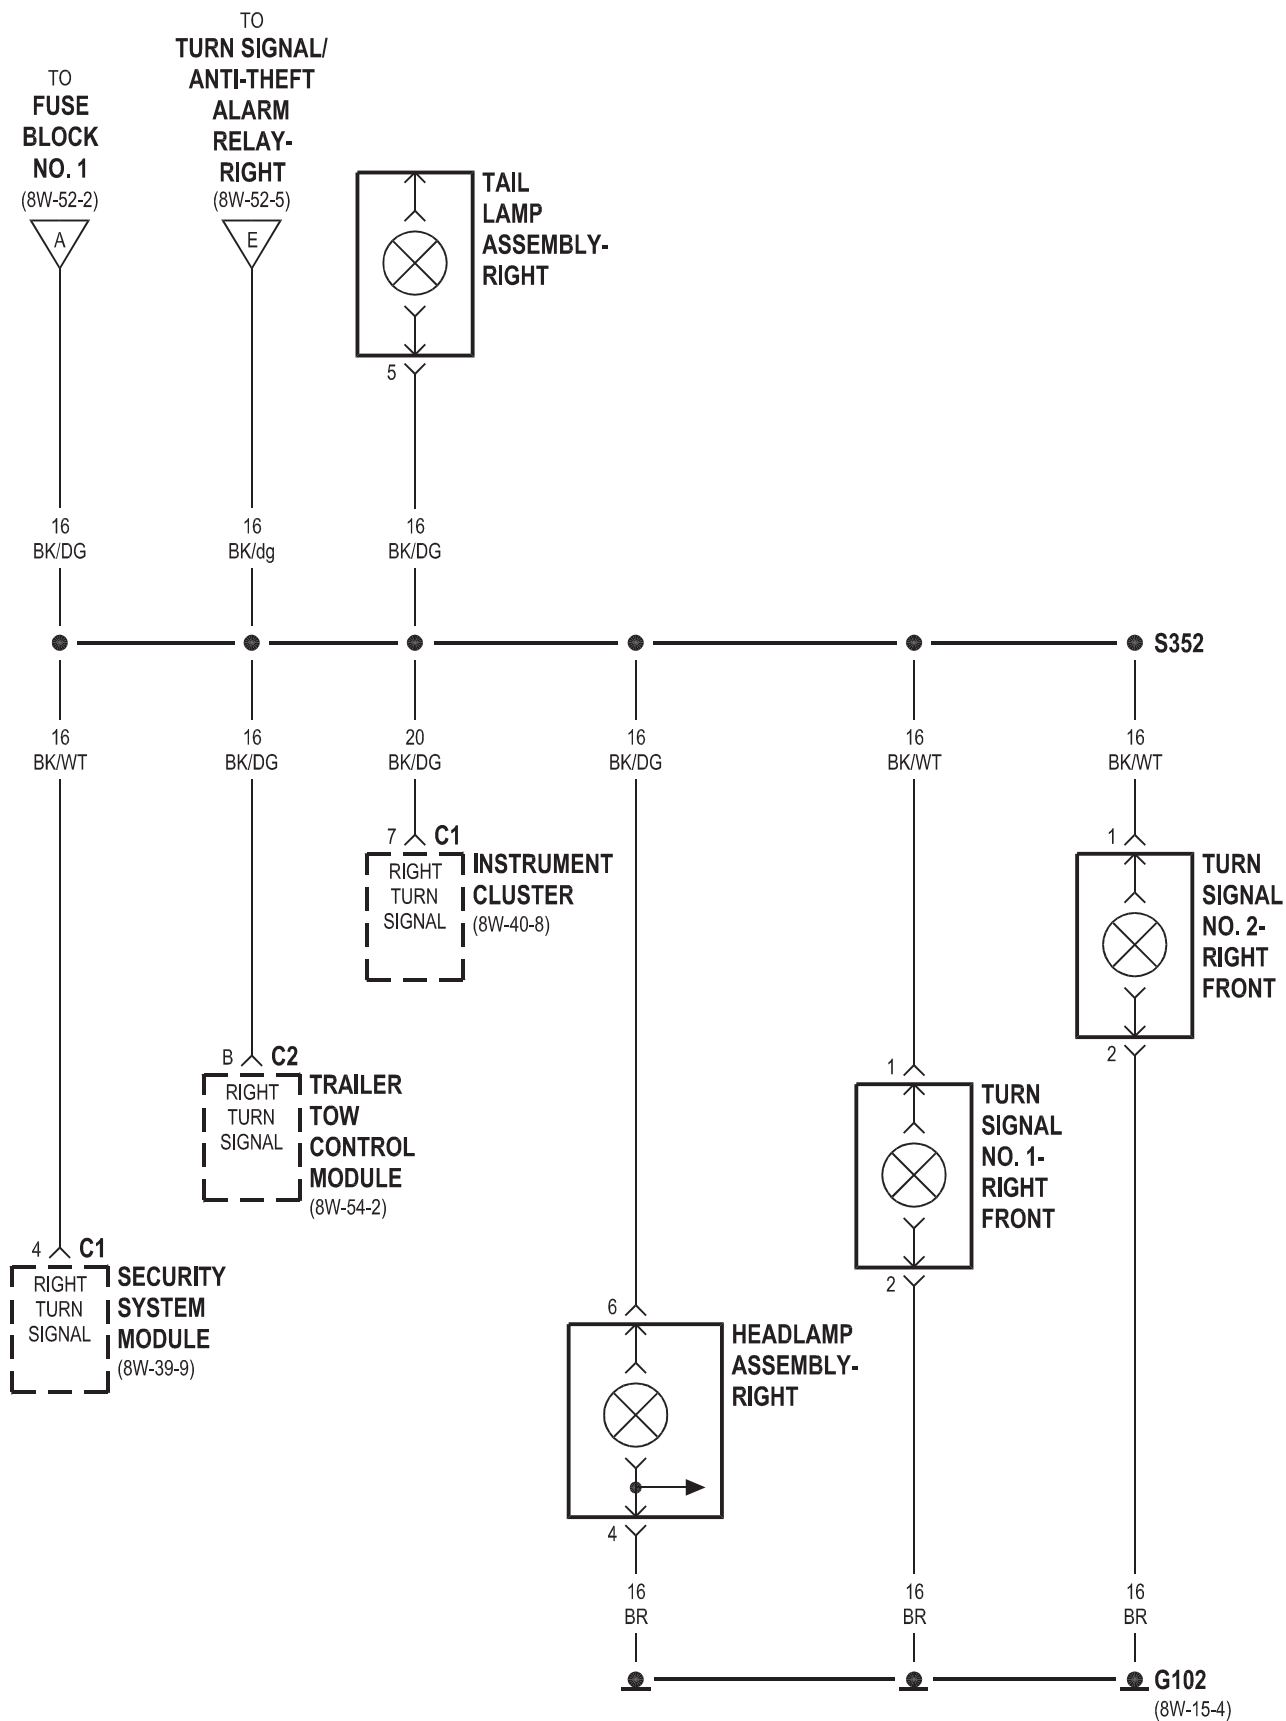 TO
TURN SIGNAL/
ANTI-THEFT
ALARM
RELAY-
RIGHT
(8W-52-5)
E
TO
FUSE
BLOCK
NO. 1
(8W-52-2)
A
TAIL
LAMP
ASSEMBLY-
RIGHT
5
16
BK/DG
16
BK/dg
16
BK/DG
S352
16
BK/WT
16
BK/DG
20
BK/DG
16
BK/DG
16
BK/WT
16
BK/WT
7 C1
RIGHT
TURN
SIGNAL
INSTRUMENT
CLUSTER
(8W-40-8)
1
TURN
SIGNAL
NO. 2-
RIGHT
FRONT
2
B C2
RIGHT
TURN
SIGNAL
TRAILER
TOW
CONTROL
MODULE
(8W-54-2)
1
TURN
SIGNAL
NO. 1-
RIGHT
FRONT
2
4 C1
RIGHT
TURN
SIGNAL
SECURITY
SYSTEM
MODULE
(8W-39-9)
6
HEADLAMP
ASSEMBLY-
RIGHT
4
16
BR
16
BR
16
BR
G102
(8W-15-4)